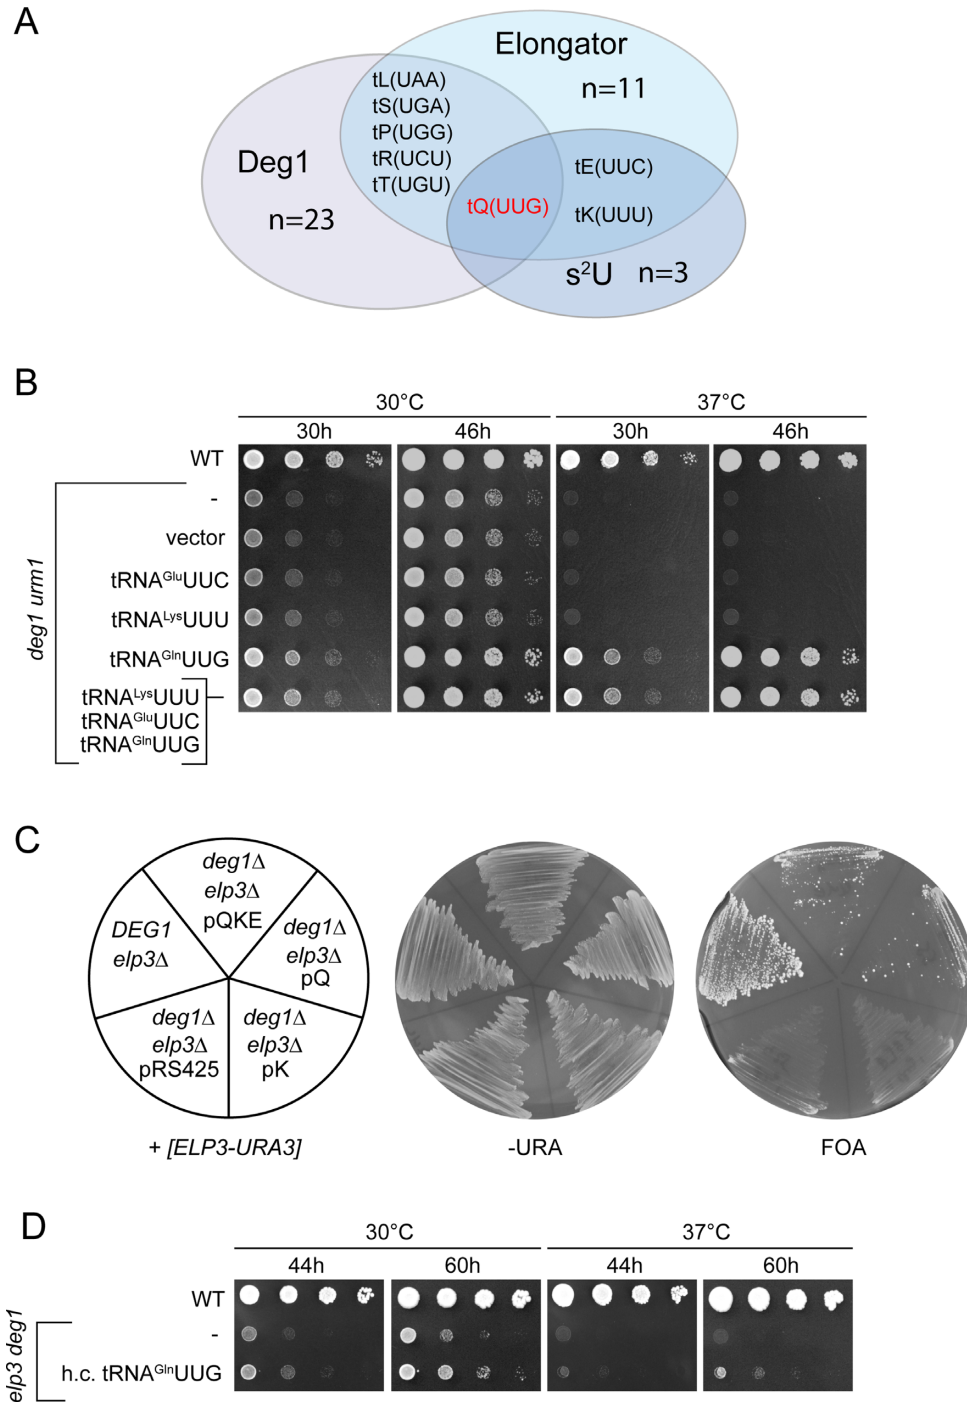 A
Elongator
n=11
tL(UAA)
tS(UGA)
tP(UGG)
tR(UCU)
tT(UGU)
Deg1
n=23
tE(UUC)
tQ(UUG)
tK(UUU)
s²U n=3
B
30°C 37°C
30h 46h 30h 46h
WT
-
vector
tRNAᴳˡᵘUUC
tRNAᴸʸˢUUU
tRNAᴳˡⁿUUG
tRNAᴸʸˢUUU
tRNAᴳˡᵘUUC
tRNAᴳˡⁿUUG
deg1 urm1
C
deg1Δ
elp3Δ
pQKE
deg1Δ
elp3Δ
pQ
deg1Δ
elp3Δ
pK
deg1Δ
elp3Δ
pRS425
DEG1
elp3Δ
+ [ELP3-URA3]
-URA
FOA
D
30°C 37°C
44h 60h 44h 60h
WT
-
h.c. tRNAᴳˡⁿUUG
elp3 deg1